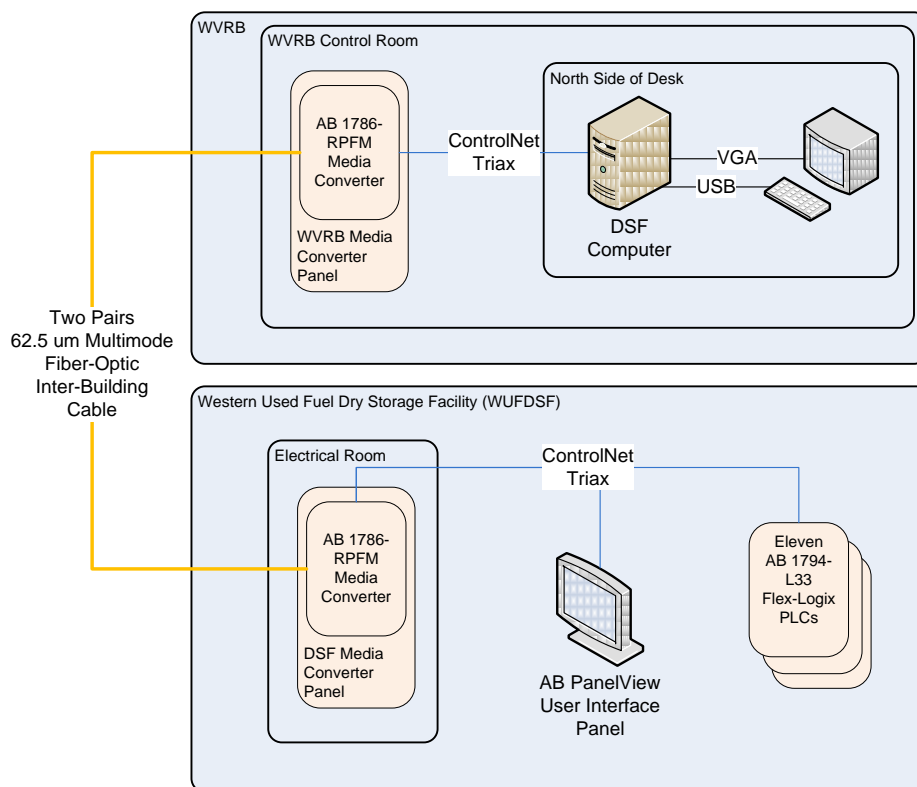 WVRB
WVRB Control Room
North Side of Desk
AB 1786-
RPFM
Media
Converter
WVRB Media
Converter
Panel
ControlNet
Triax
VGA
USB
DSF
Computer
Two Pairs
62.5 um Multimode
Fiber-Optic
Inter-Building
Cable
Western Used Fuel Dry Storage Facility (WUFDSF)
Electrical Room
AB 1786-
RPFM
Media
Converter
DSF Media
Converter
Panel
ControlNet
Triax
AB PanelView
User Interface
Panel
Eleven
AB 1794-
L33
Flex-Logix
PLCs